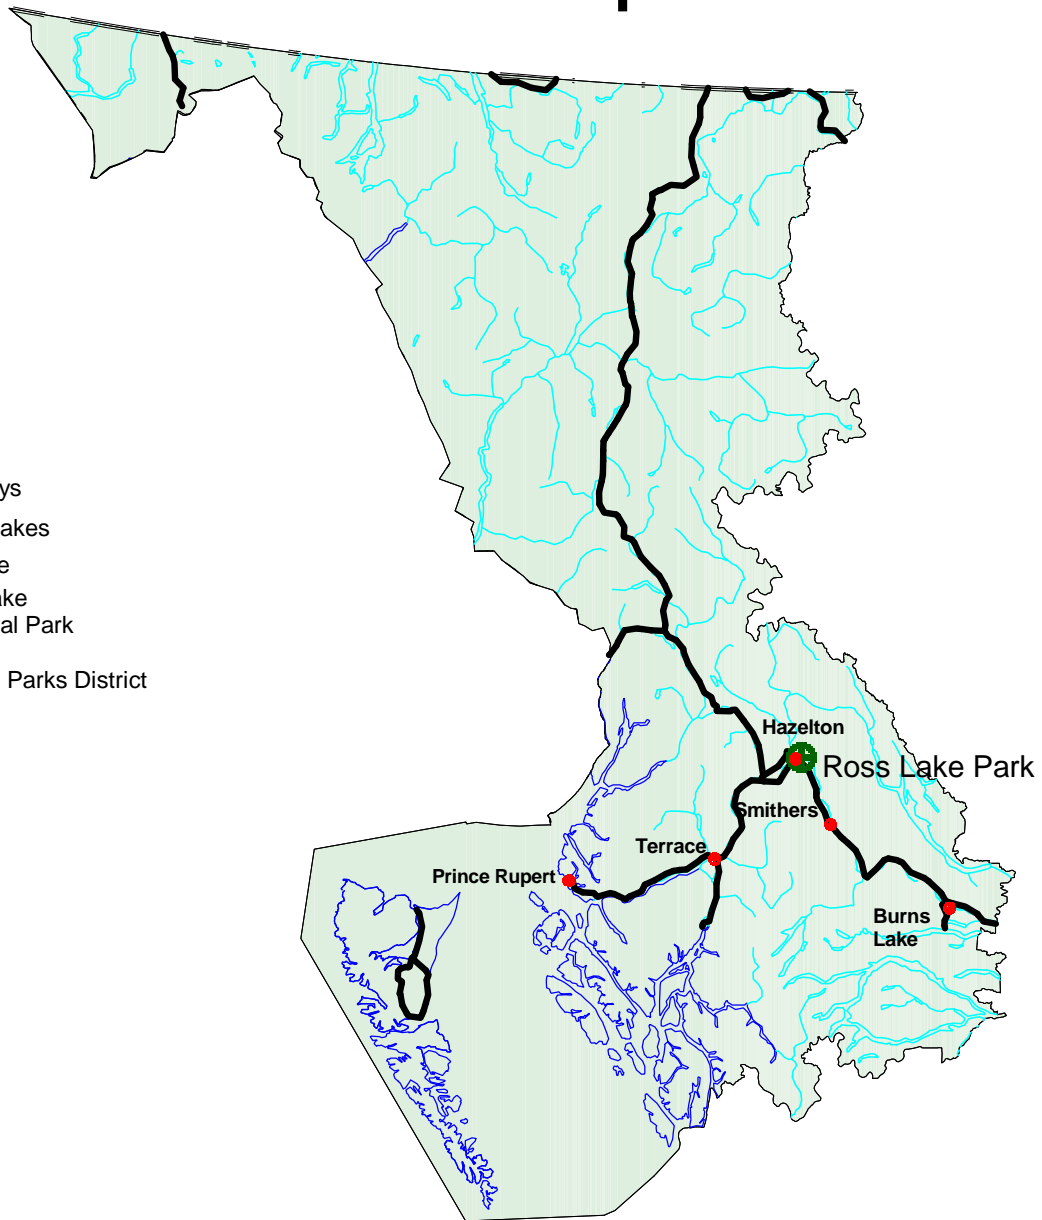 ys
akes
e
ake
al Park
Parks District
Hazelton
Ross Lake Park
Smithers
Terrace
Prince Rupert
Burns
Lake